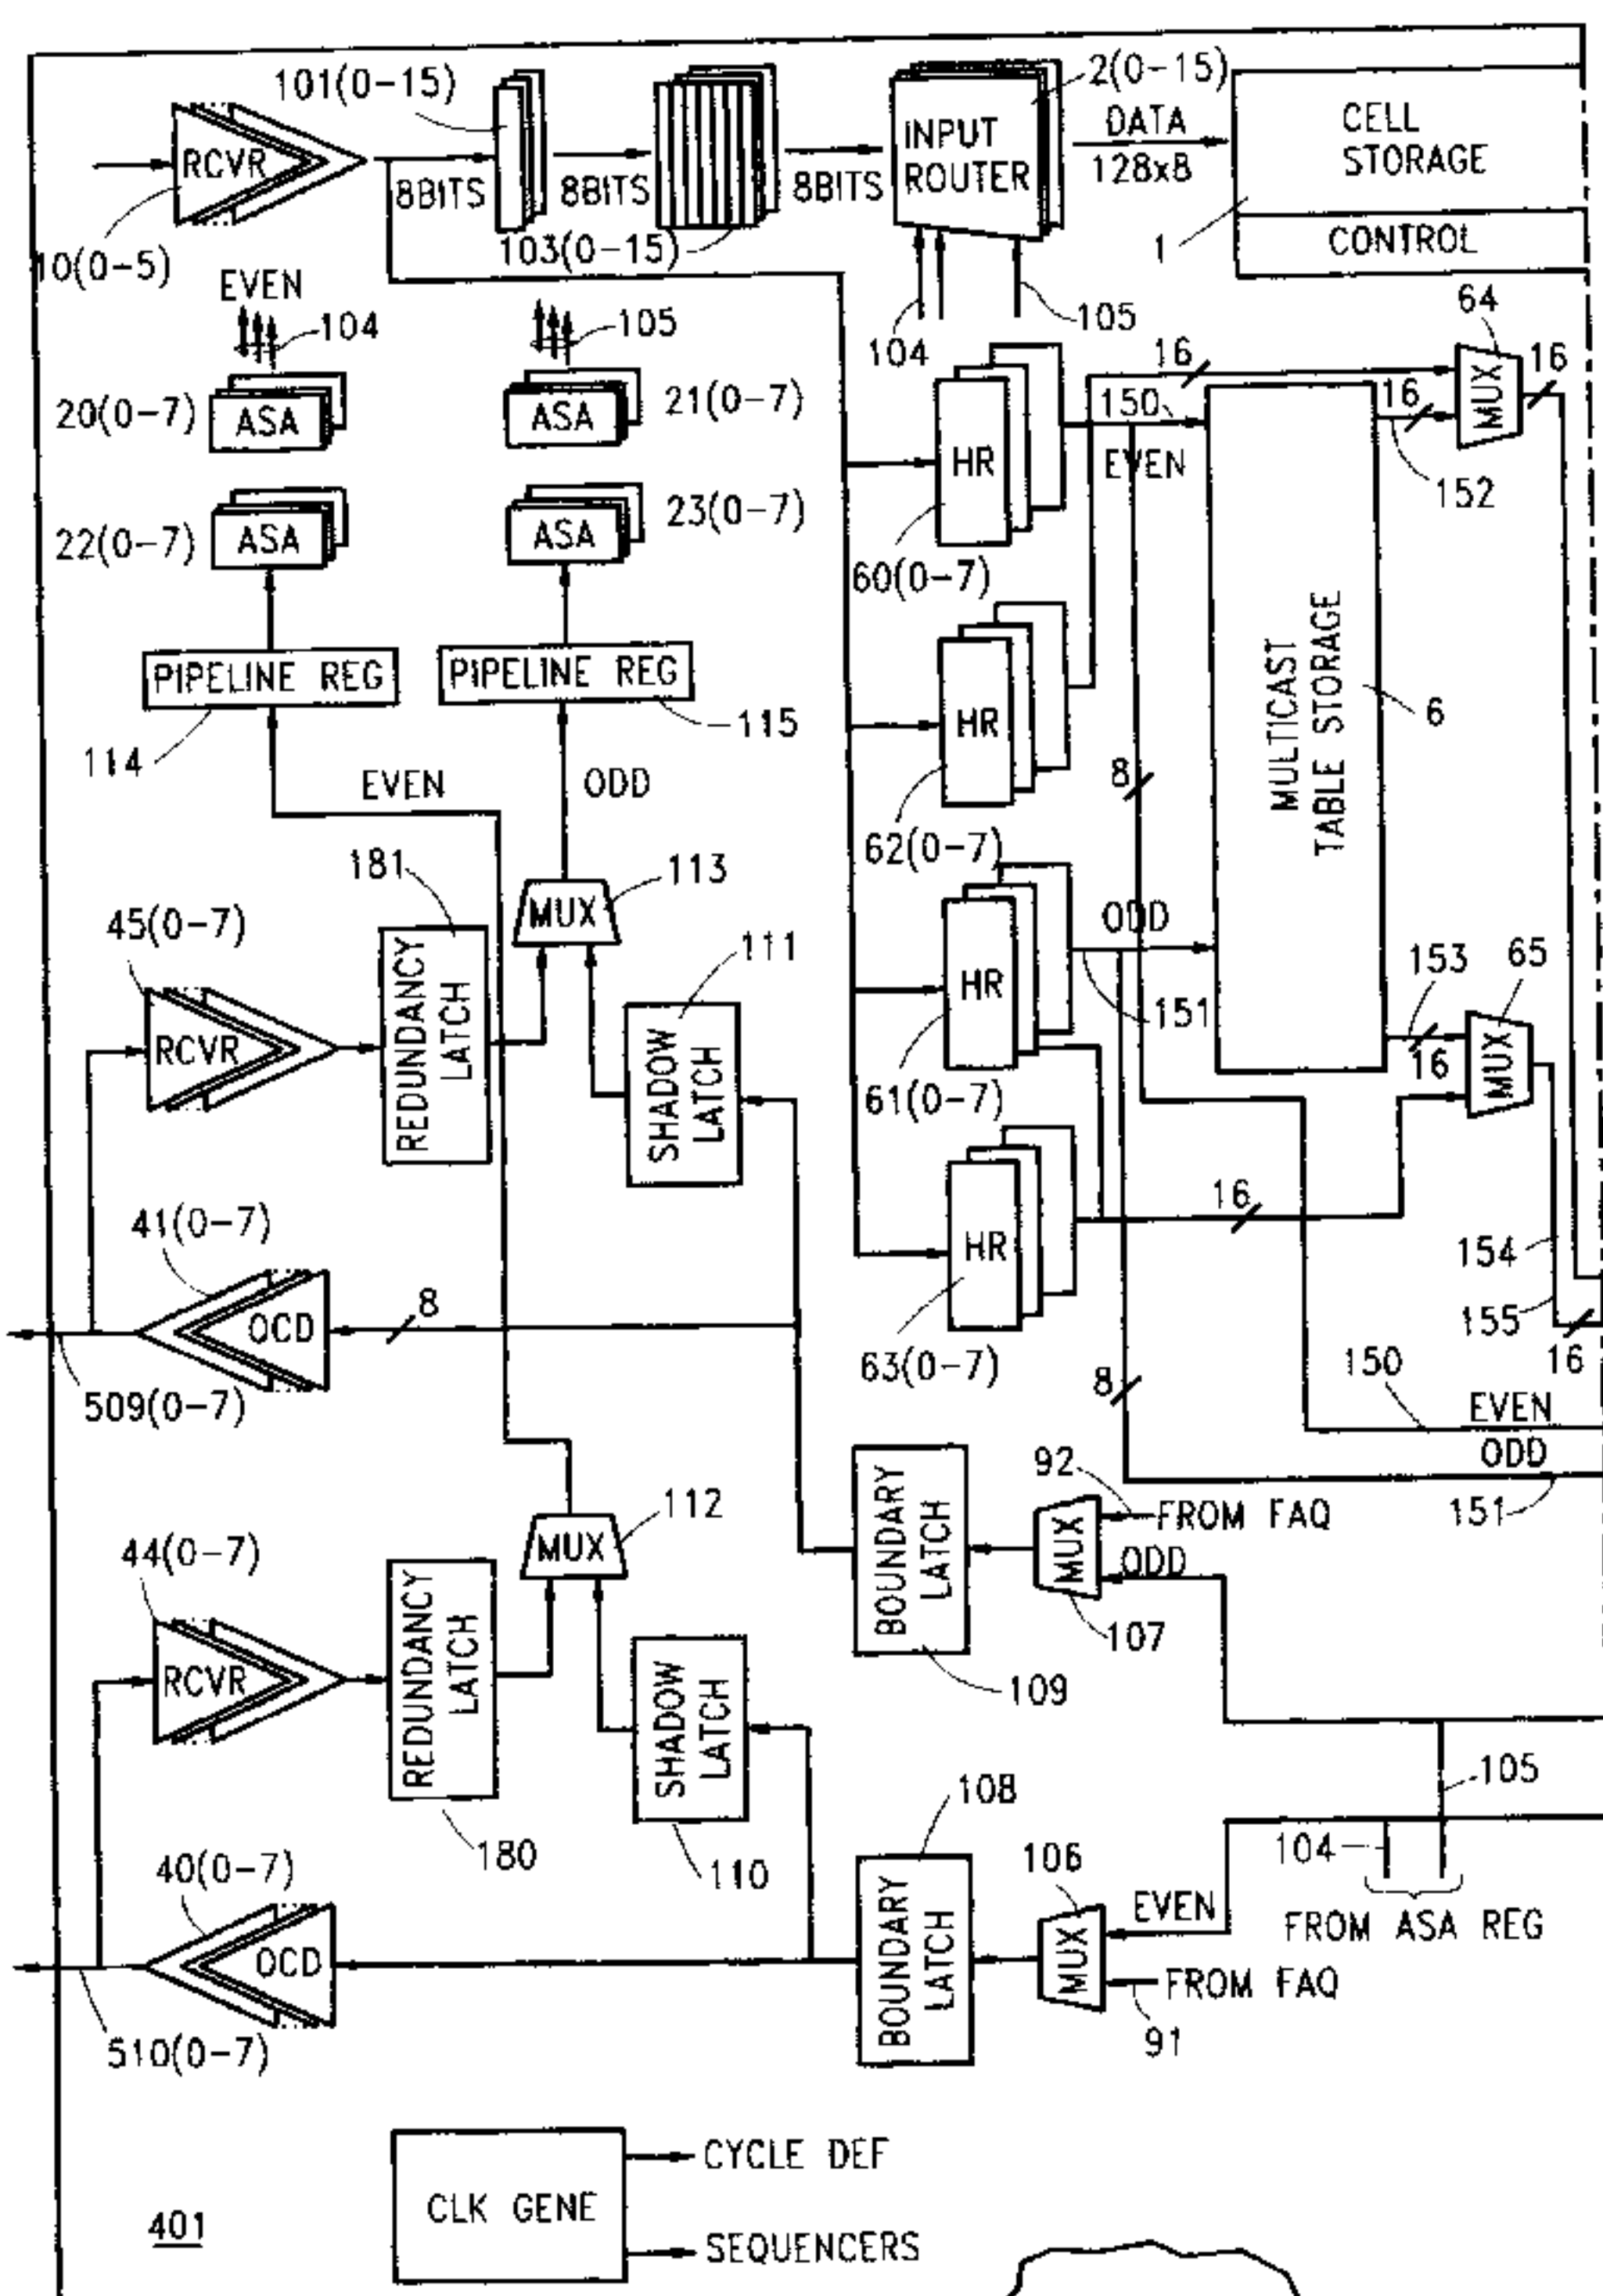 101(0-15)
2(0-15)
RCVR
8BITS
8BITS
8BITS
INPUT
ROUTER
DATA
128x8
CELL
STORAGE
CONTROL
1
103(0-15)
10(0-5)
EVEN
104
105
104
105
64
16
16
20(0-7)
ASA
ASA
21(0-7)
HR
150
EVEN
16
MUX
152
22(0-7)
ASA
ASA
23(0-7)
60(0-7)
PIPELINE REG
PIPELINE REG
114
115
HR
MULTICAST
TABLE STORAGE
6
EVEN
ODD
8
62(0-7)
181
113
MUX
45(0-7)
111
ODD
153
65
RCVR
REDUNDANCY
LATCH
SHADOW
LATCH
HR
151
16
MUX
61(0-7)
41(0-7)
16
HR
154
OCD
8
155
509(0-7)
63(0-7)
8
150
16
EVEN
ODD
92
FROM FAQ
151
112
MUX
44(0-7)
BOUNDARY
LATCH
MUX
ODD
107
RCVR
REDUNDANCY
LATCH
SHADOW
LATCH
109
105
108
180
110
106
104
40(0-7)
EVEN
FROM ASA REG
OCD
BOUNDARY
LATCH
MUX
FROM FAQ
510(0-7)
91
CYCLE DEF
CLK GENE
401
SEQUENCERS